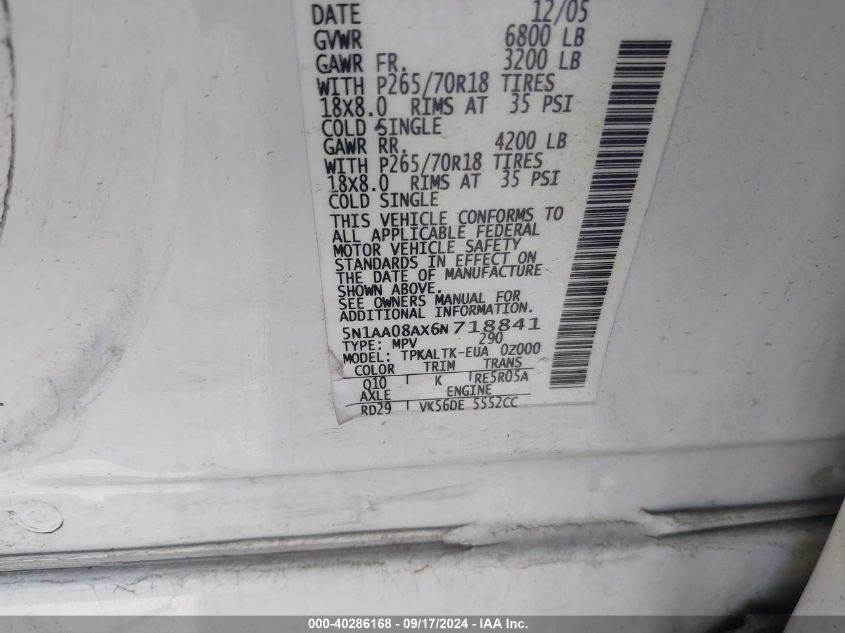 DATE 12/05
GVWR 6800 LB
GAWR FR. 3200 LB
WITH P265/70R18 TIRES
18X8.0 RIMS AT 35 PSI
COLD SINGLE
GAWR RR. 4200 LB
WITH P265/70R18 TIRES
18X8.0 RIMS AT 35 PSI
COLD SINGLE
THIS VEHICLE CONFORMS TO
ALL APPLICABLE FEDERAL
MOTOR VEHICLE SAFETY
STANDARDS IN EFFECT ON
THE DATE OF MANUFACTURE
SHOWN ABOVE.
SEE OWNERS MANUAL FOR
ADDITIONAL INFORMATION.
5N1AA08AX6N718841
TYPE: MPV 290
MODEL: TPKALTK-EUA 0Z000
COLOR TRIM TRANS
Q10 K RE5R05A
AXLE ENGINE
RD29 VK56DE 5552CC
000-40286168 - 09/17/2024 - IAA Inc.